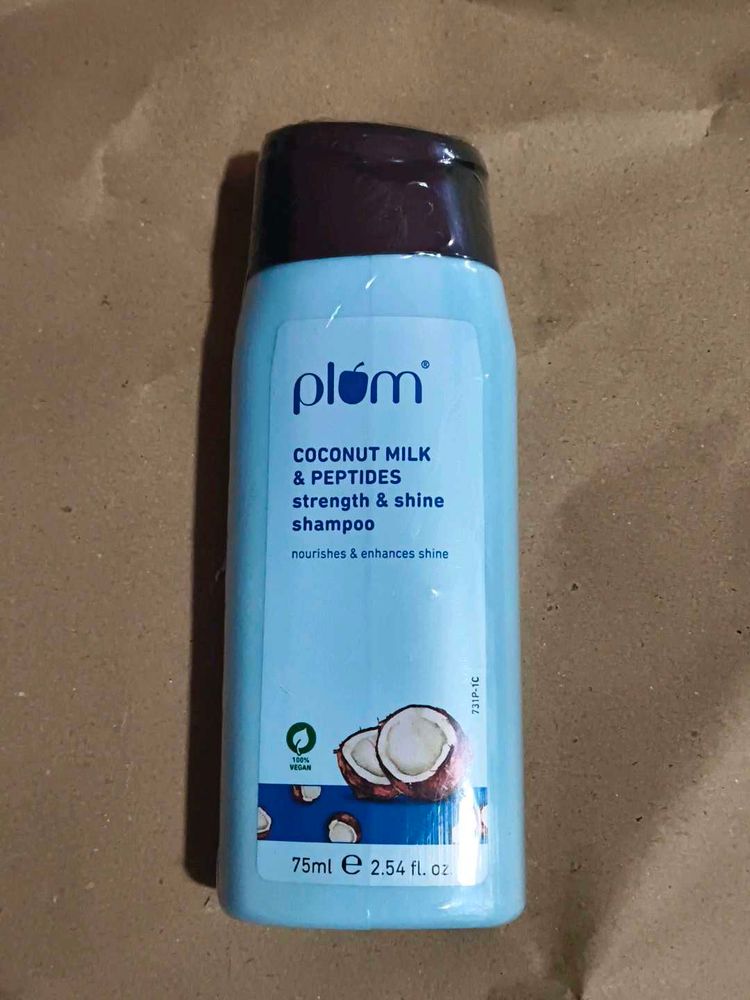 plum®
COCONUT MILK
& PEPTIDES
strength & shine
shampoo
nourishes & enhances shine
731P-1C
100%
VEGAN
75ml e 2.54 fl. oz.